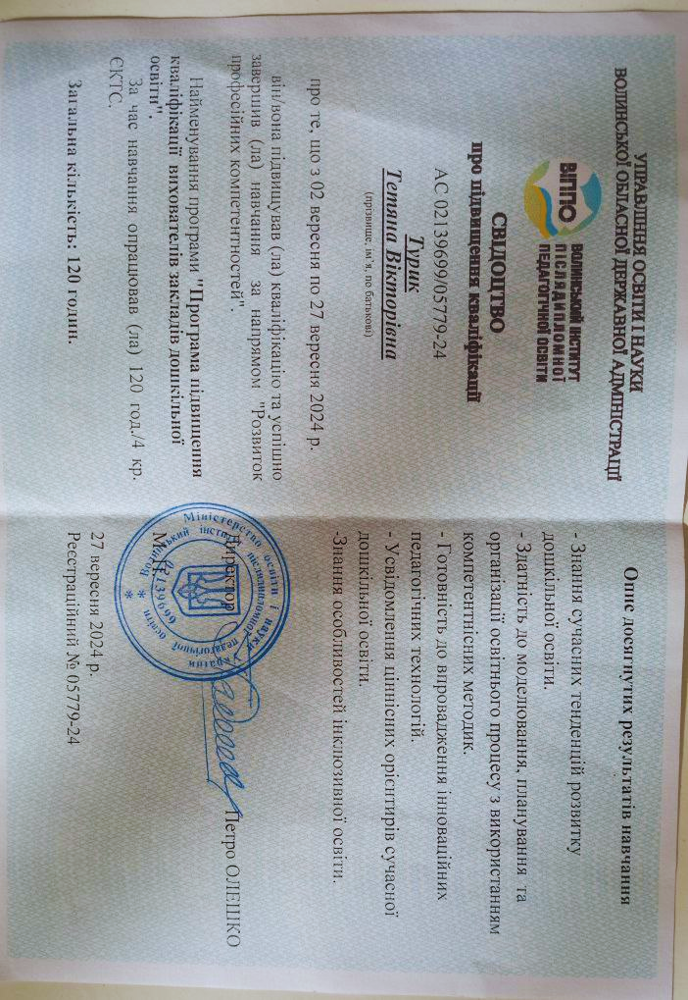 УПРАВЛІННЯ ОСВІТИ І НАУКИ
ВОЛИНСЬКОЇ ОБЛАСНОЇ ДЕРЖАВНОЇ АДМІНІСТРАЦІЇ
ВІППО
ВОЛИНСЬКИЙ ІНСТИТУТ
ПІСЛЯДИПЛОМНОЇ
ПЕДАГОГІЧНОЇ ОСВІТИ
СВІДОЦТВО
про підвищення кваліфікації
АС 02139699/05779-24
Турик
Тетяна Вікторівна
(прізвище, ім'я, по батькові)
про те, що з 02 вересня по 27 вересня 2024 р.
він/вона підвищував (ла) кваліфікацію та успішно
завершив (ла) навчання за напрямом "Розвиток
професійних компетентностей".
Найменування програми "Програма підвищення
кваліфікації вихователів закладів дошкільної
освіти".
За час навчання опрацював (ла) 120 год./4 кр.
ЄКТС.
Загальна кількість: 120 годин.
Опис досягнутих результатів навчання
- Знання сучасних тенденцій розвитку
дошкільної освіти.
- Здатність до моделювання, планування та
організації освітнього процесу з використанням
компетентнісних методик.
- Готовність до впровадження інноваційних
педагогічних технологій.
- Усвідомлення ціннісних орієнтирів сучасної
дошкільної освіти.
-Знання особливостей інклюзивної освіти.
Директор Петро ОЛЕШКО
Міністерство освіти і науки України
Волинський інститут післядипломної педагогічної освіти
02139699
27 вересня 2024 р.
Реєстраційний № 05779-24